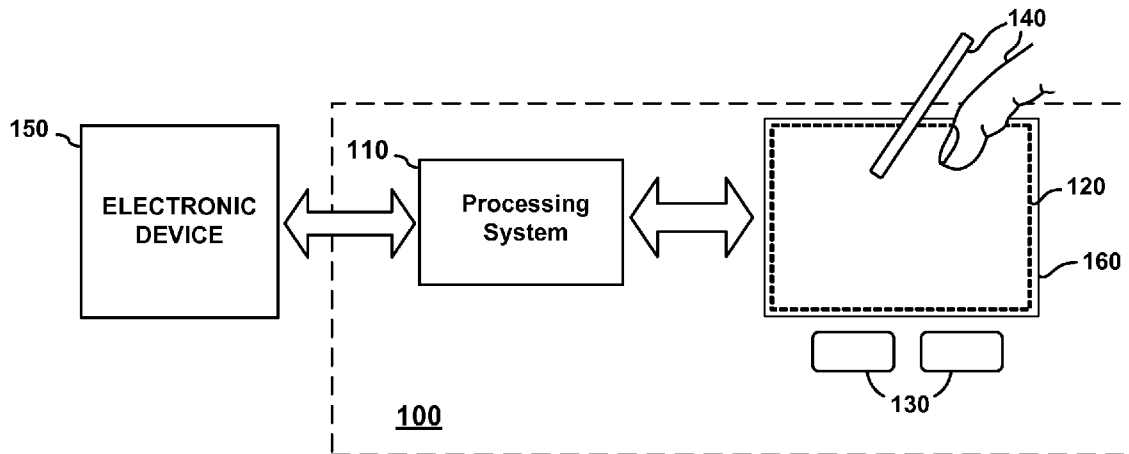 140
150
110
ELECTRONIC
DEVICE
Processing
System
120
160
130
100